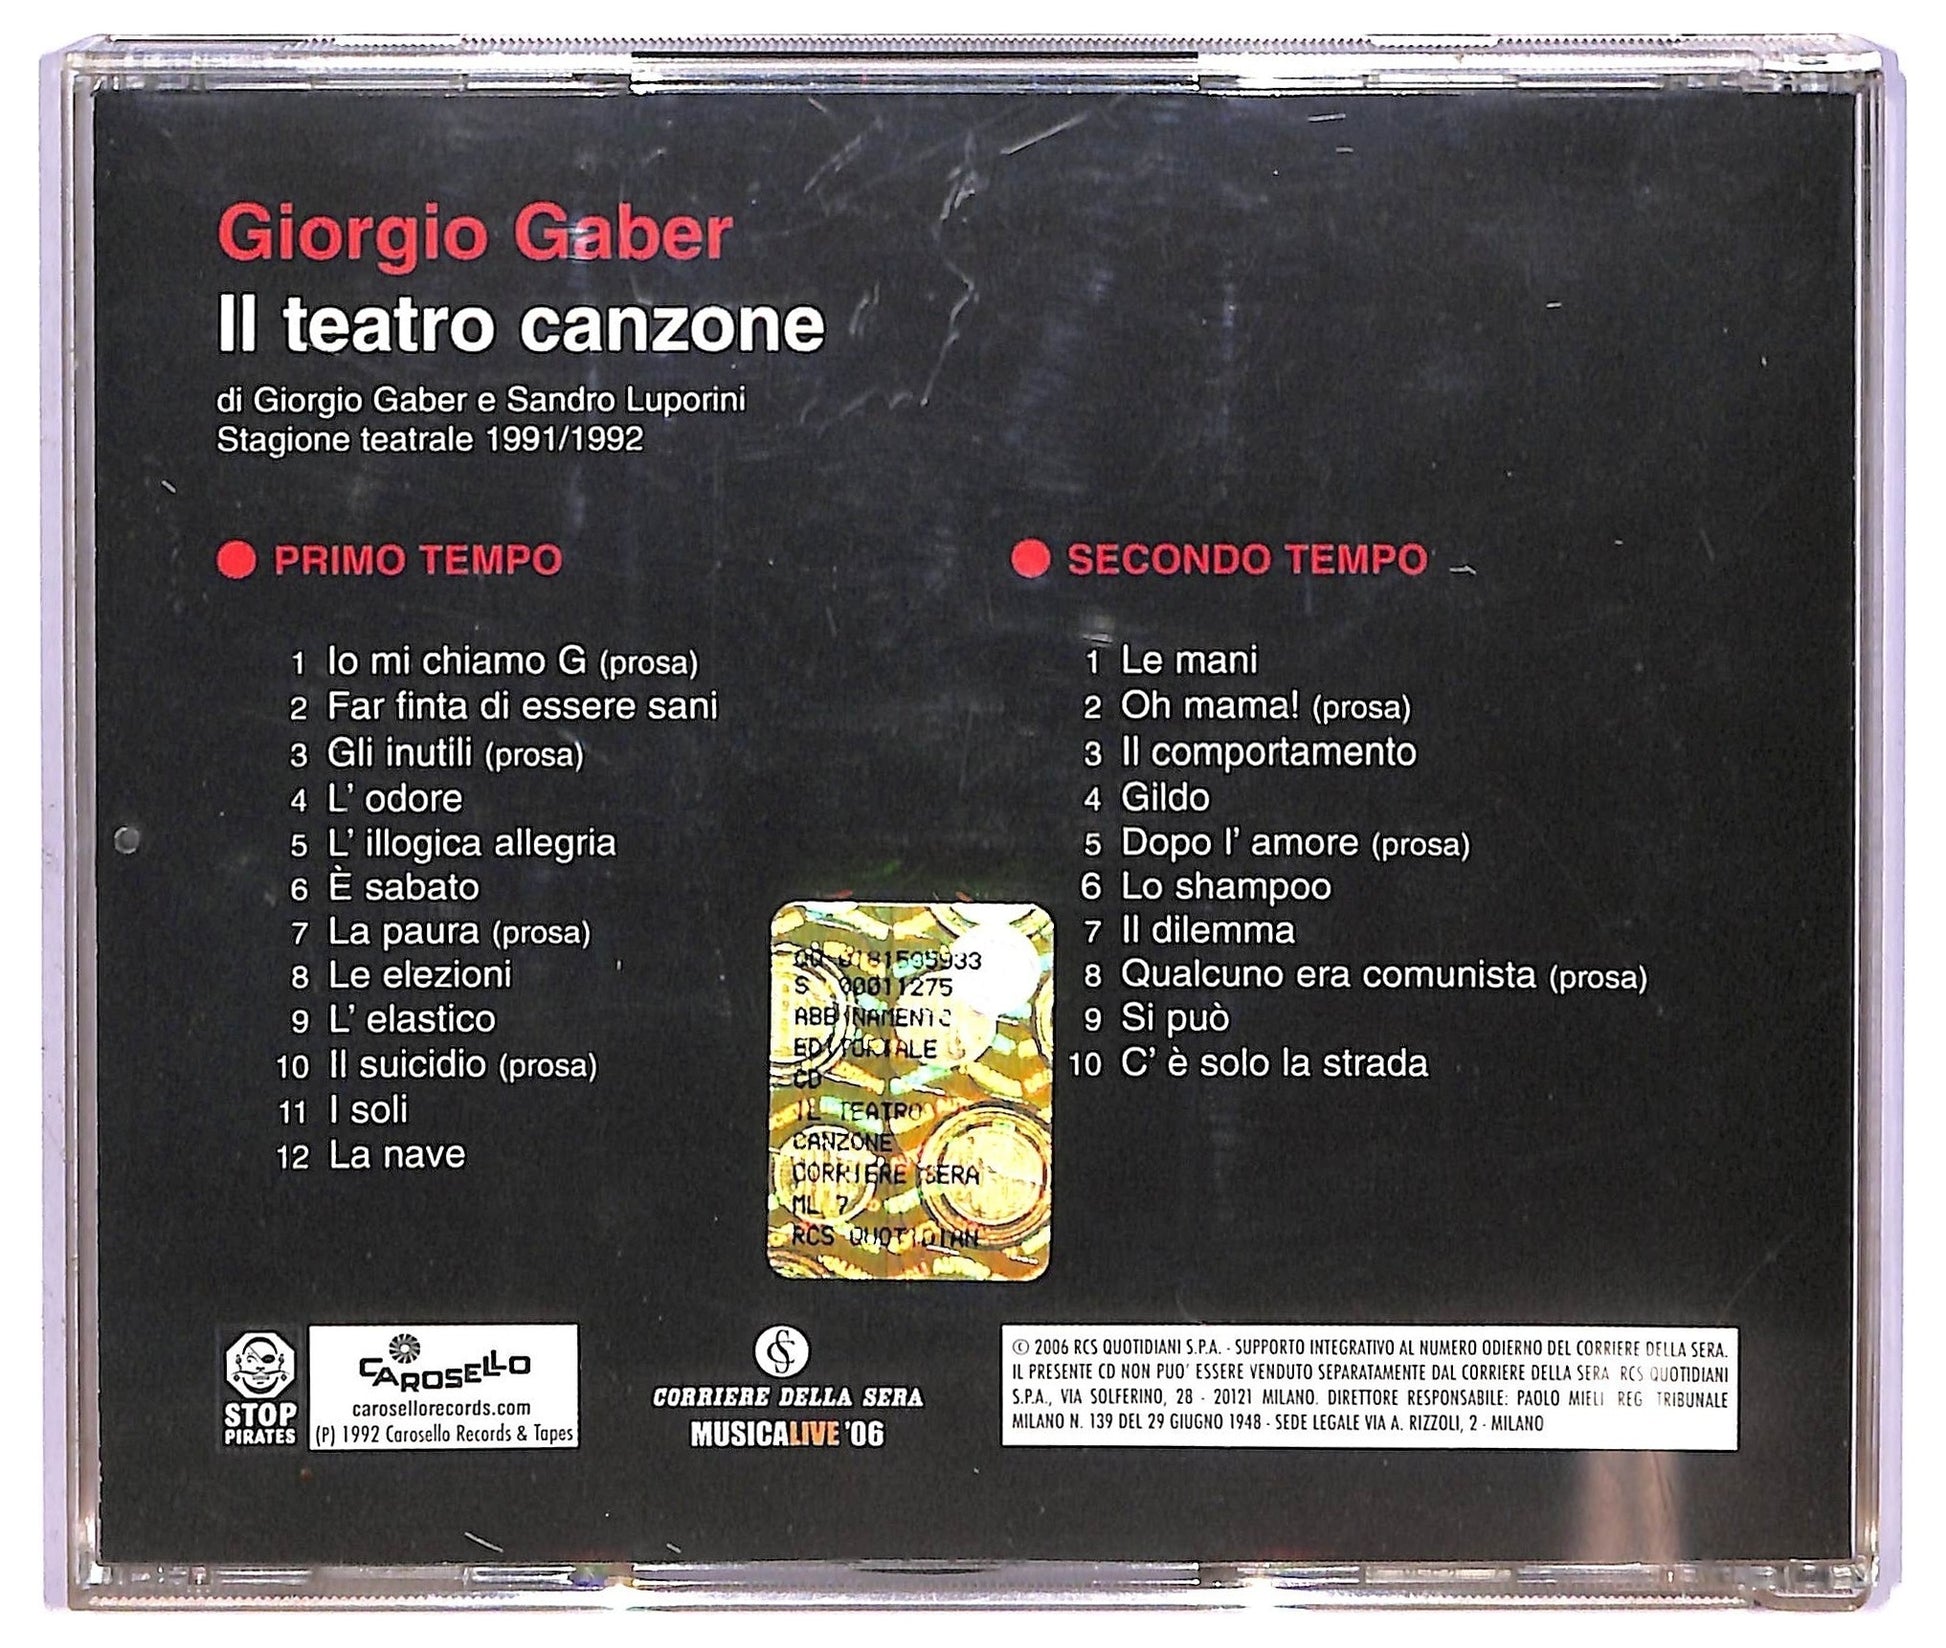 Giorgio Gaber
Il teatro canzone
di Giorgio Gaber e Sandro Luporini
Stagione teatrale 1991/1992
PRIMO TEMPO
1 Io mi chiamo G (prosa)
2 Far finta di essere sani
3 Gli inutili (prosa)
4 L' odore
5 L' illogica allegria
6 È sabato
7 La paura (prosa)
8 Le elezioni
9 L' elastico
10 Il suicidio (prosa)
11 I soli
12 La nave
SECONDO TEMPO
1 Le mani
2 Oh mama! (prosa)
3 Il comportamento
4 Gildo
5 Dopo l' amore (prosa)
6 Lo shampoo
7 Il dilemma
8 Qualcuno era comunista (prosa)
9 Si può
10 C' è solo la strada
S 00011275
ABBINAMENTO
EDITORIALE
CD
IL TEATRO
CANZONE
CORRIERE SERA
ML 7
RCS QUOTIDIAN
STOP
PIRATES
CAROSELLO
carosellorecords.com
(P) 1992 Carosello Records & Tapes
CORRIERE DELLA SERA
MUSICALIVE '06
© 2006 RCS QUOTIDIANI S.P.A. - SUPPORTO INTEGRATIVO AL NUMERO ODIERNO DEL CORRIERE DELLA SERA.
IL PRESENTE CD NON PUO' ESSERE VENDUTO SEPARATAMENTE DAL CORRIERE DELLA SERA RCS QUOTIDIANI
S.P.A., VIA SOLFERINO, 28 - 20121 MILANO. DIRETTORE RESPONSABILE: PAOLO MIELI REG TRIBUNALE
MILANO N. 139 DEL 29 GIUGNO 1948 - SEDE LEGALE VIA A. RIZZOLI, 2 - MILANO